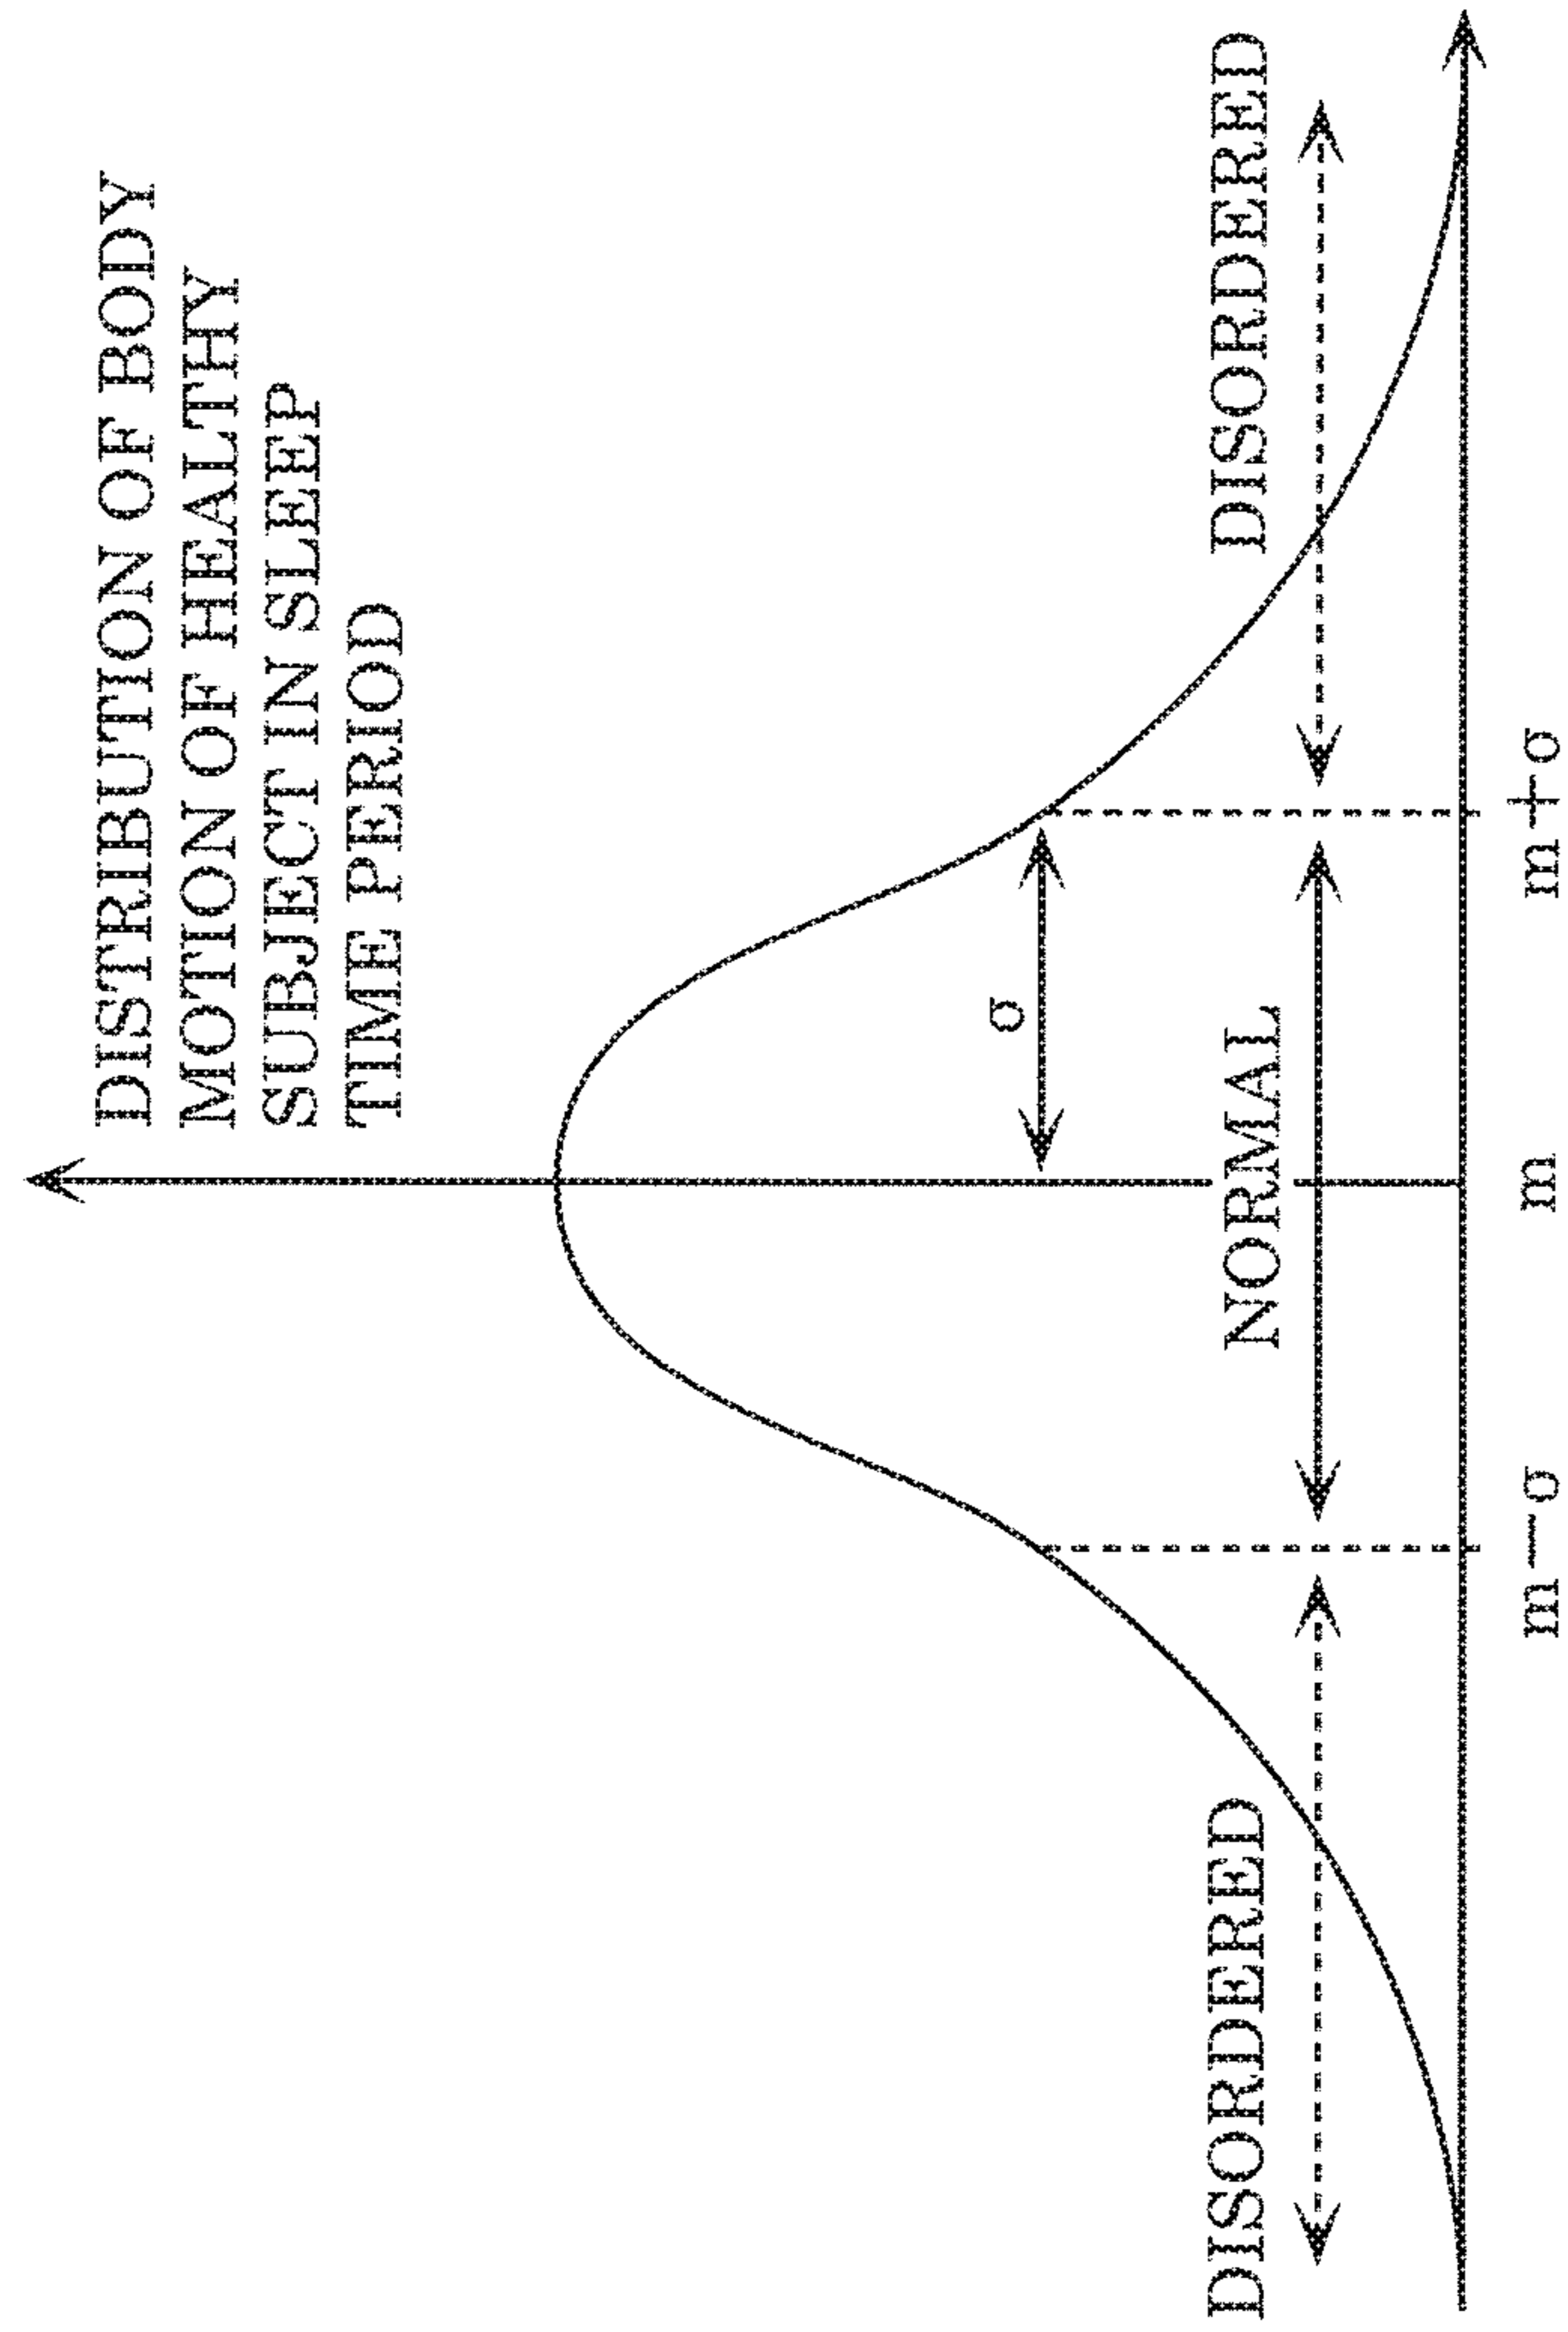 DISTRIBUTION OF BODY
MOTION OF HEALTHY
SUBJECT IN SLEEP
TIME PERIOD
σ
DISORDERED
NORMAL
DISORDERED
m−σ
m
m+σ